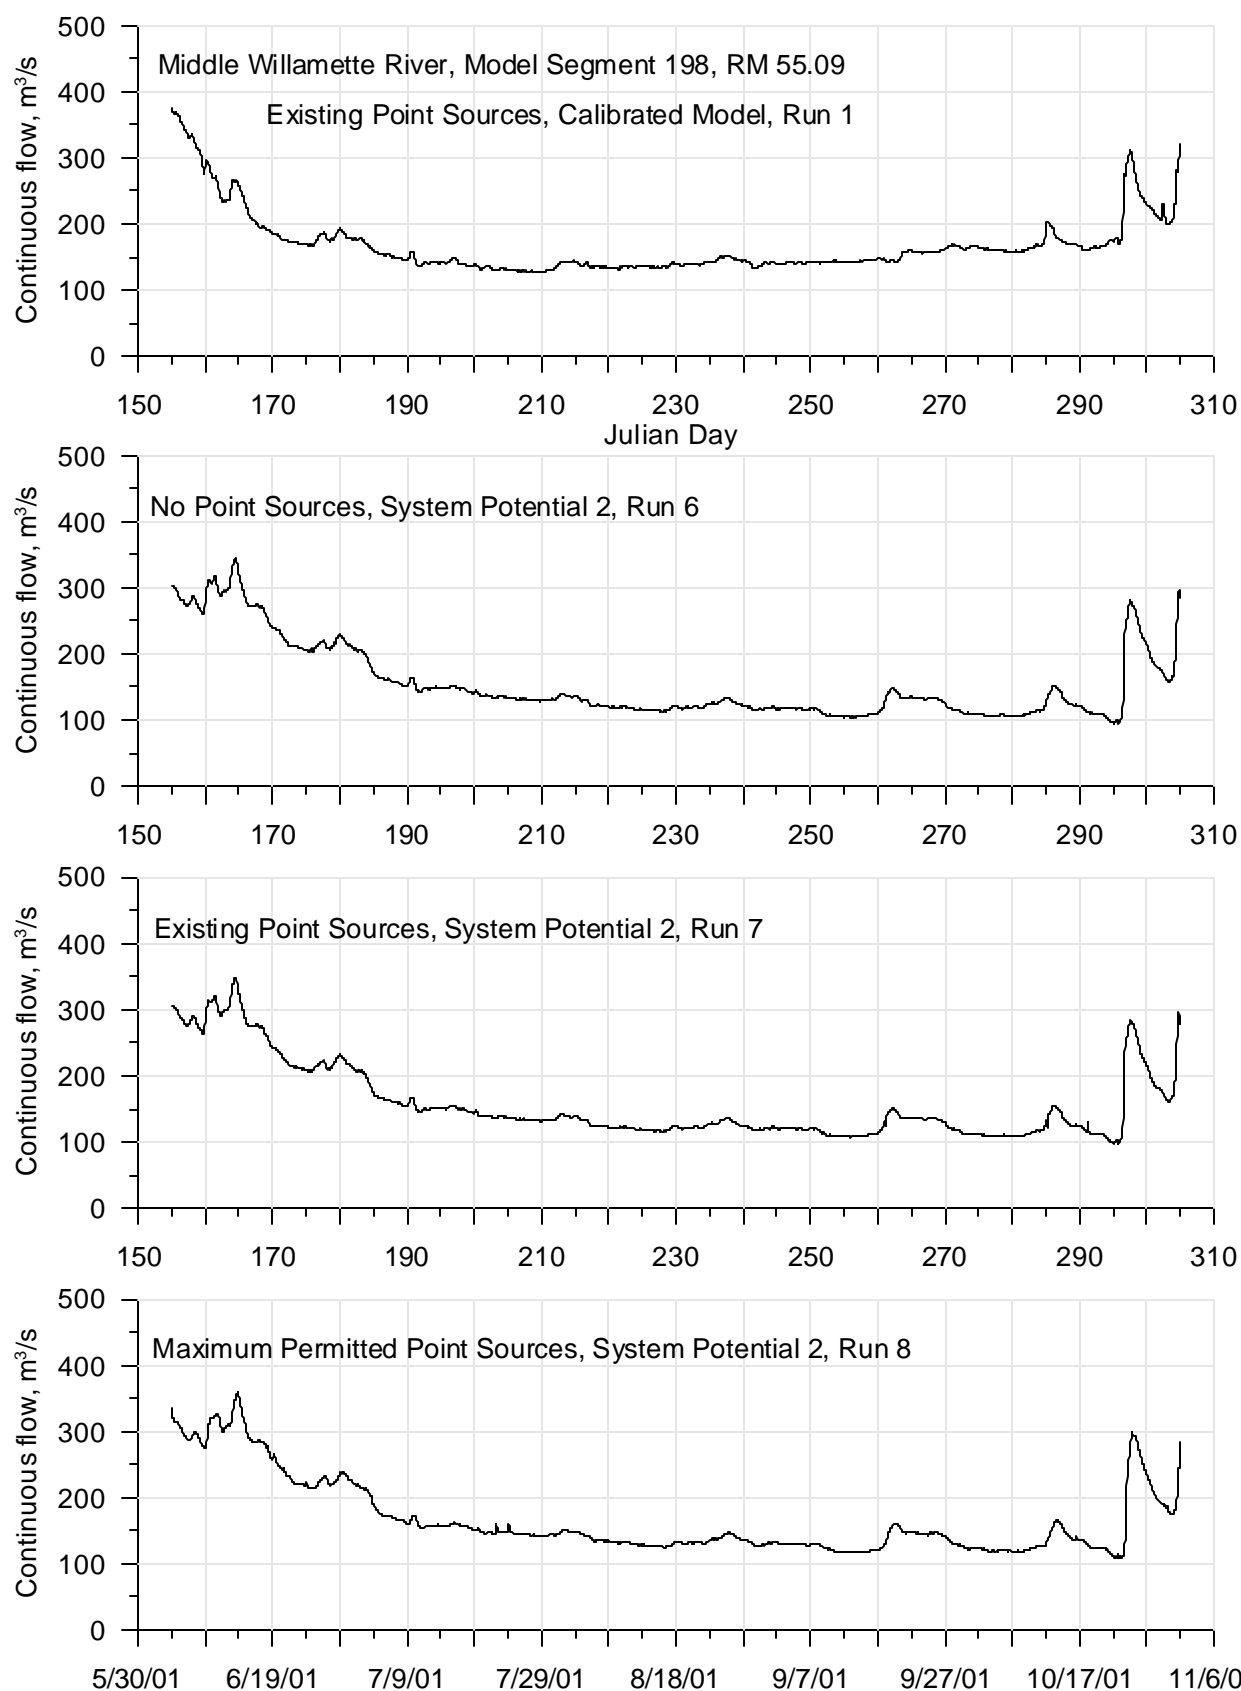 500
Middle Willamette River, Model Segment 198, RM 55.09
400
Existing Point Sources, Calibrated Model, Run 1
300
200
100
0
Continuous flow, m³/s
150 170 190 210 230 250 270 290 310
Julian Day
500
No Point Sources, System Potential 2, Run 6
400
300
200
100
0
Continuous flow, m³/s
150 170 190 210 230 250 270 290 310
500
Existing Point Sources, System Potential 2, Run 7
400
300
200
100
0
Continuous flow, m³/s
150 170 190 210 230 250 270 290 310
500
Maximum Permitted Point Sources, System Potential 2, Run 8
400
300
200
100
0
Continuous flow, m³/s
5/30/01 6/19/01 7/9/01 7/29/01 8/18/01 9/7/01 9/27/01 10/17/01 11/6/0